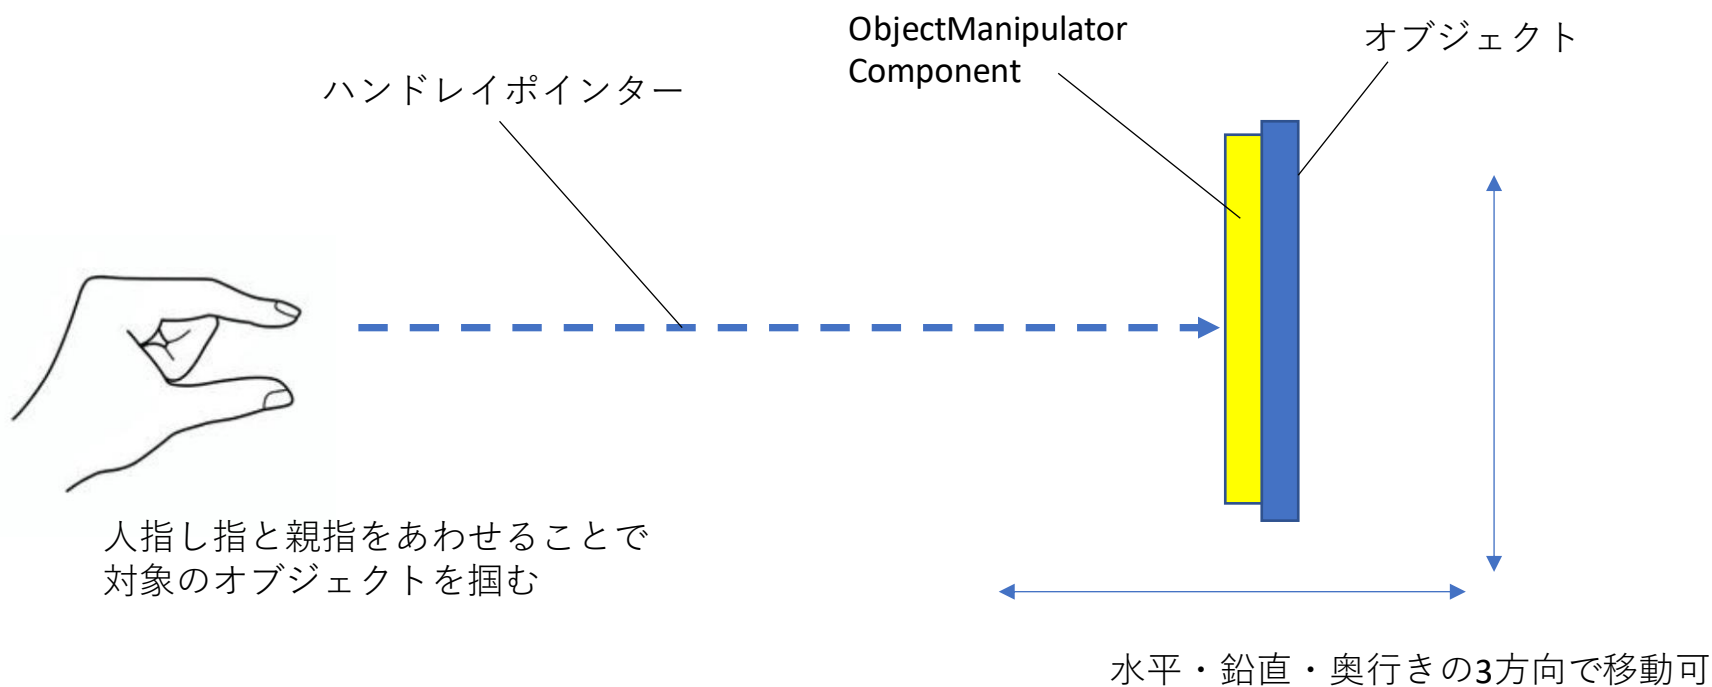 ObjectManipulator
Component
オブジェクト
ハンドレイポインター
人指し指と親指をあわせることで
対象のオブジェクトを掴む
水平・鉛直・奥行きの3方向で移動可